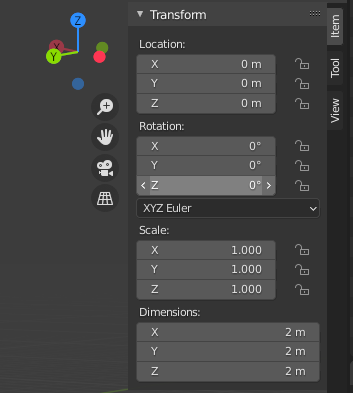 Transform
Location:
X 0 m
Y 0 m
Z 0 m
Rotation:
X 0°
Y 0°
Z 0°
XYZ Euler
Scale:
X 1.000
Y 1.000
Z 1.000
Dimensions:
X 2 m
Y 2 m
Z 2 m
Item
Tool
View
Z
X
Y